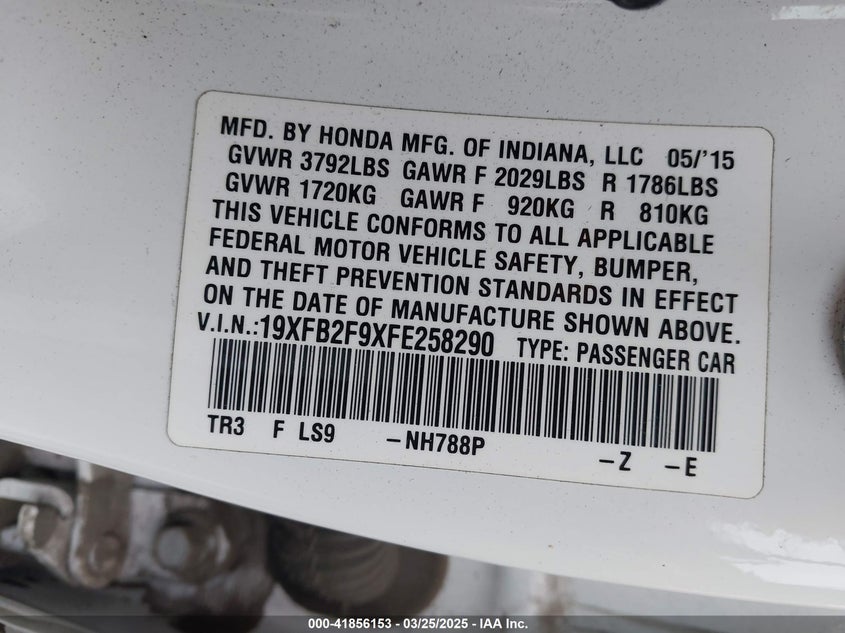 MFD. BY HONDA MFG. OF INDIANA, LLC 05/'15
GVWR 3792LBS GAWR F 2029LBS R 1786LBS
GVWR 1720KG GAWR F 920KG R 810KG
THIS VEHICLE CONFORMS TO ALL APPLICABLE
FEDERAL MOTOR VEHICLE SAFETY, BUMPER,
AND THEFT PREVENTION STANDARDS IN EFFECT
ON THE DATE OF MANUFACTURE SHOWN ABOVE.
V.I.N.:19XFB2F9XFE258290 TYPE: PASSENGER CAR
TR3 F LS9 -NH788P -Z -E
000-41856153 - 03/25/2025 - IAA Inc.